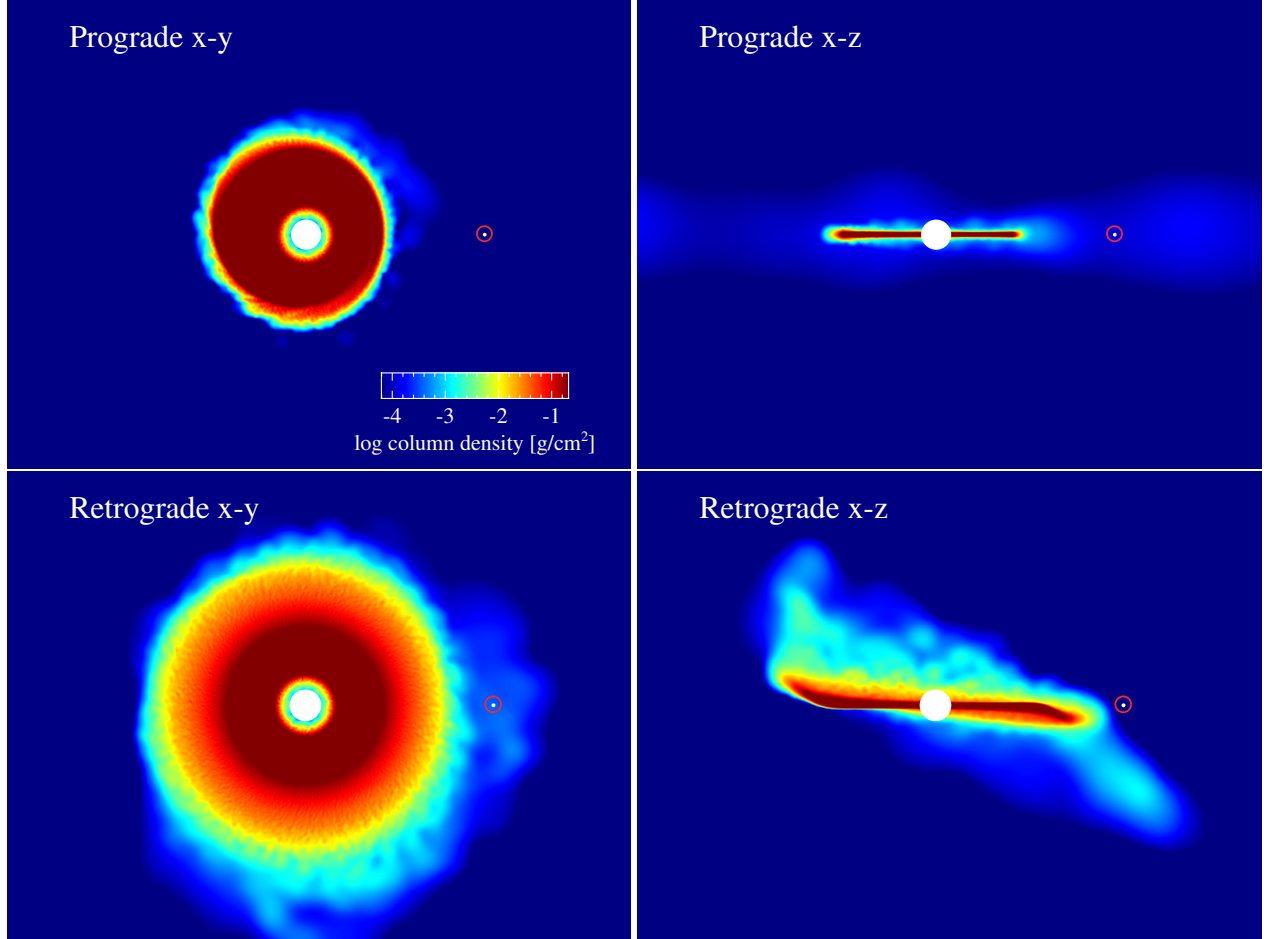 Prograde x-y
Prograde x-z
-4 -3 -2 -1
log column density [g/cm²]
Retrograde x-y
Retrograde x-z